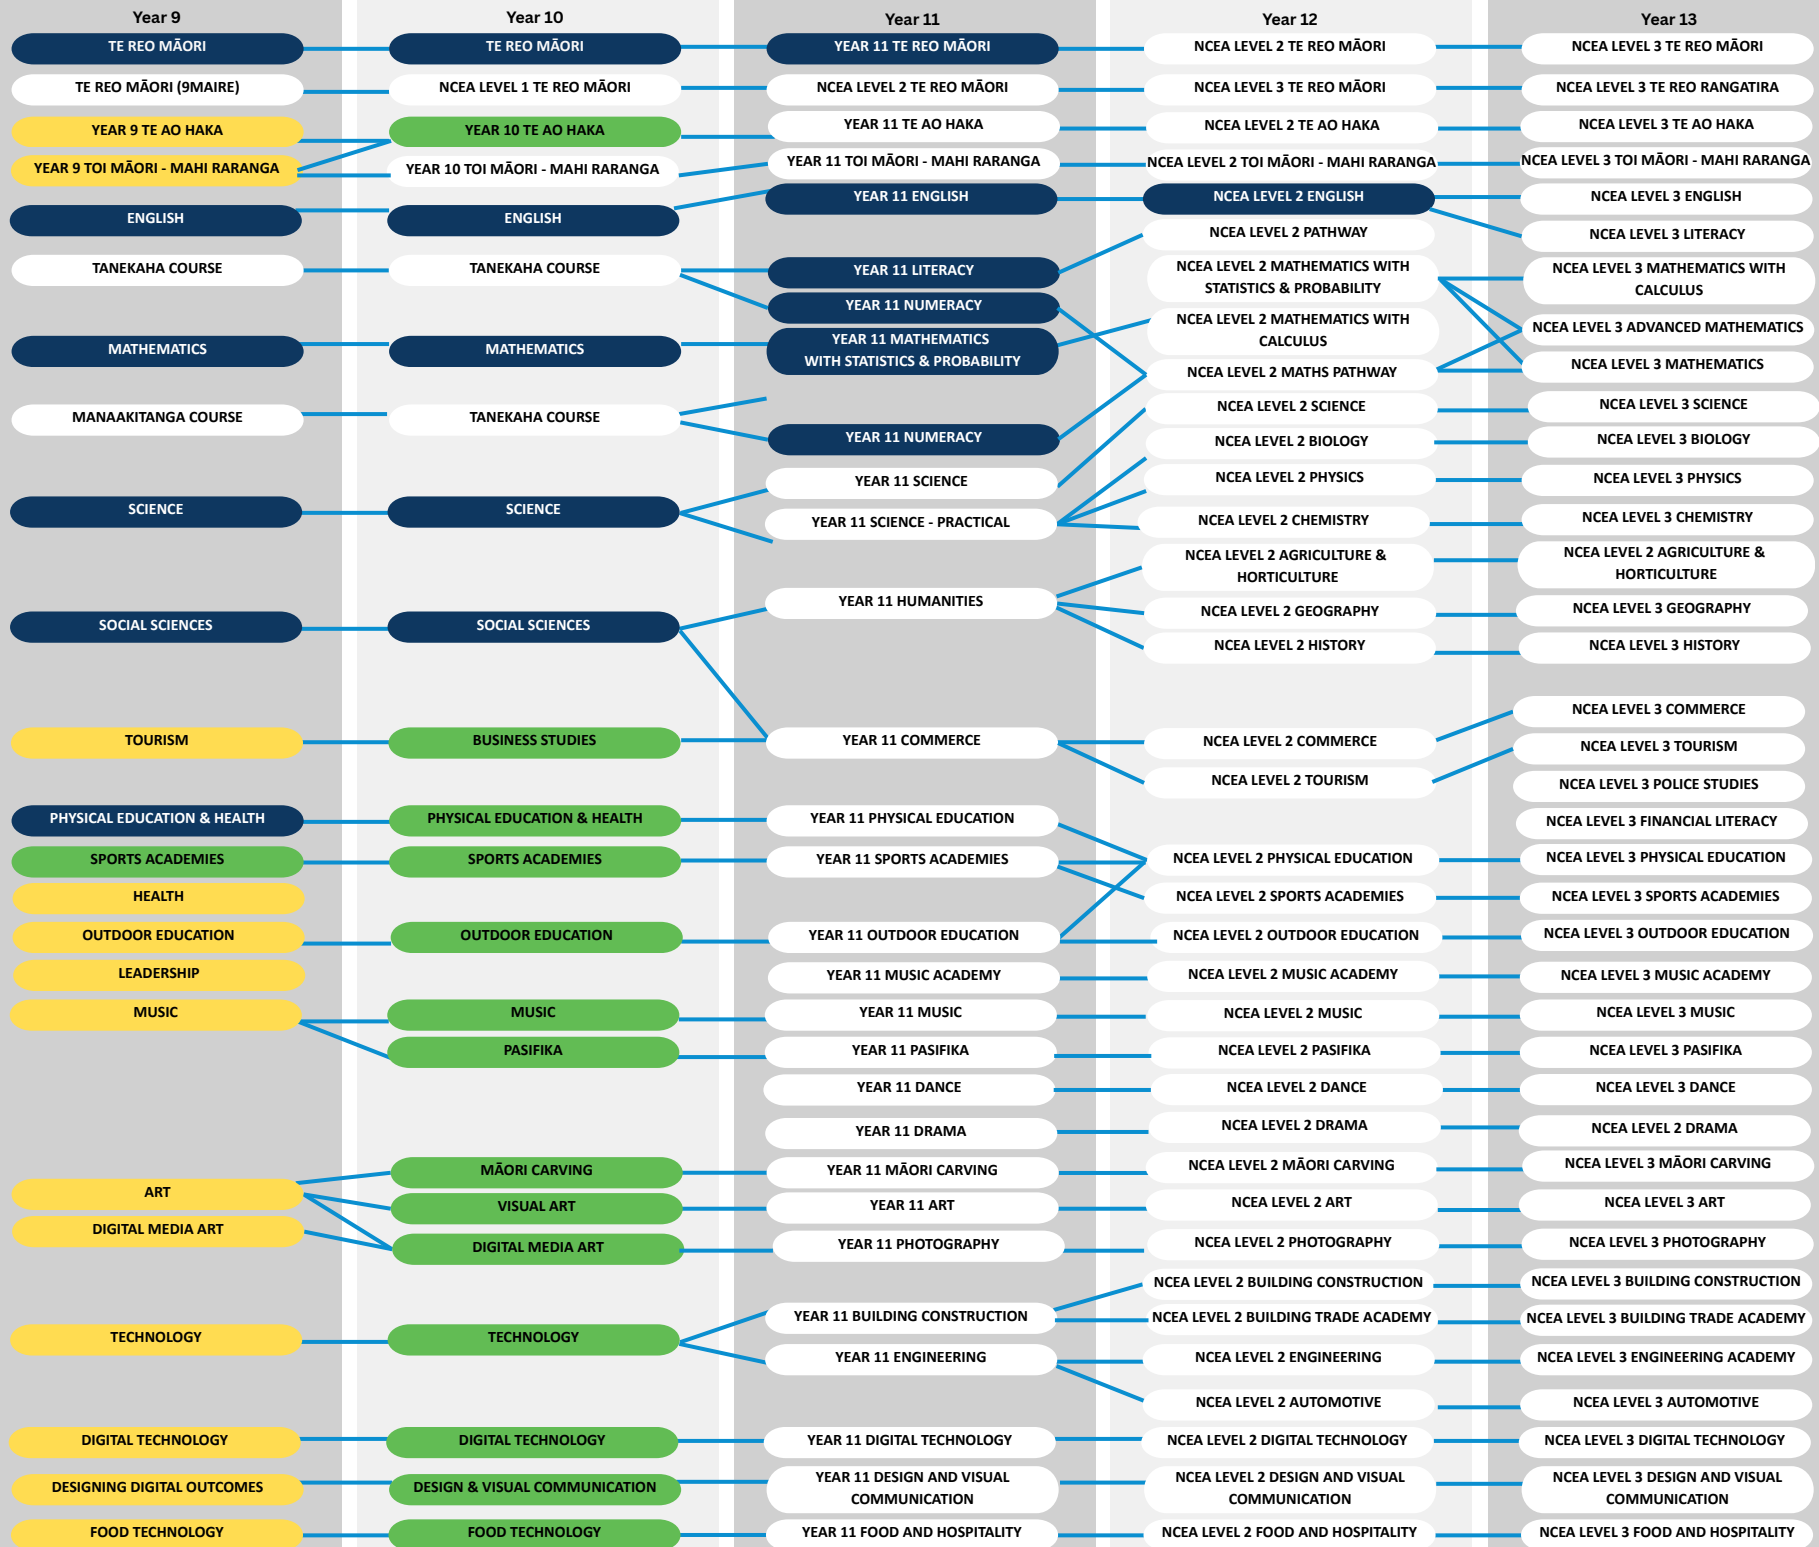 Year 9
TE REO MĀORI
TE REO MĀORI (9MAIRE)
YEAR 9 TE AO HAKA
YEAR 9 TOI MĀORI - MAHI RARANGA
ENGLISH
TANEKAHA COURSE
MATHEMATICS
MANAAKITANGA COURSE
SCIENCE
SOCIAL SCIENCES
TOURISM
PHYSICAL EDUCATION & HEALTH
SPORTS ACADEMIES
HEALTH
OUTDOOR EDUCATION
LEADERSHIP
MUSIC
ART
DIGITAL MEDIA ART
TECHNOLOGY
DIGITAL TECHNOLOGY
DESIGNING DIGITAL OUTCOMES
FOOD TECHNOLOGY
Year 10
TE REO MĀORI
NCEA LEVEL 1 TE REO MĀORI
YEAR 10 TE AO HAKA
YEAR 10 TOI MĀORI - MAHI RARANGA
ENGLISH
TANEKAHA COURSE
MATHEMATICS
TANEKAHA COURSE
SCIENCE
SOCIAL SCIENCES
BUSINESS STUDIES
PHYSICAL EDUCATION & HEALTH
SPORTS ACADEMIES
OUTDOOR EDUCATION
MUSIC
PASIFIKA
MĀORI CARVING
VISUAL ART
DIGITAL MEDIA ART
TECHNOLOGY
DIGITAL TECHNOLOGY
DESIGN & VISUAL COMMUNICATION
FOOD TECHNOLOGY
Year 11
YEAR 11 TE REO MĀORI
NCEA LEVEL 2 TE REO MĀORI
YEAR 11 TE AO HAKA
YEAR 11 TOI MĀORI - MAHI RARANGA
YEAR 11 ENGLISH
YEAR 11 LITERACY
YEAR 11 NUMERACY
YEAR 11 MATHEMATICS
WITH STATISTICS & PROBABILITY
YEAR 11 NUMERACY
YEAR 11 SCIENCE
YEAR 11 SCIENCE - PRACTICAL
YEAR 11 HUMANITIES
YEAR 11 COMMERCE
YEAR 11 PHYSICAL EDUCATION
YEAR 11 SPORTS ACADEMIES
YEAR 11 OUTDOOR EDUCATION
YEAR 11 MUSIC ACADEMY
YEAR 11 MUSIC
YEAR 11 PASIFIKA
YEAR 11 DANCE
YEAR 11 DRAMA
YEAR 11 MĀORI CARVING
YEAR 11 ART
YEAR 11 PHOTOGRAPHY
YEAR 11 BUILDING CONSTRUCTION
YEAR 11 ENGINEERING
YEAR 11 DIGITAL TECHNOLOGY
YEAR 11 DESIGN AND VISUAL
COMMUNICATION
YEAR 11 FOOD AND HOSPITALITY
Year 12
NCEA LEVEL 2 TE REO MĀORI
NCEA LEVEL 3 TE REO MĀORI
NCEA LEVEL 2 TE AO HAKA
NCEA LEVEL 2 TOI MĀORI - MAHI RARANGA
NCEA LEVEL 2 ENGLISH
NCEA LEVEL 2 PATHWAY
NCEA LEVEL 2 MATHEMATICS WITH
STATISTICS & PROBABILITY
NCEA LEVEL 2 MATHEMATICS WITH
CALCULUS
NCEA LEVEL 2 MATHS PATHWAY
NCEA LEVEL 2 SCIENCE
NCEA LEVEL 2 BIOLOGY
NCEA LEVEL 2 PHYSICS
NCEA LEVEL 2 CHEMISTRY
NCEA LEVEL 2 AGRICULTURE &
HORTICULTURE
NCEA LEVEL 2 GEOGRAPHY
NCEA LEVEL 2 HISTORY
NCEA LEVEL 2 COMMERCE
NCEA LEVEL 2 TOURISM
NCEA LEVEL 2 PHYSICAL EDUCATION
NCEA LEVEL 2 SPORTS ACADEMIES
NCEA LEVEL 2 OUTDOOR EDUCATION
NCEA LEVEL 2 MUSIC ACADEMY
NCEA LEVEL 2 MUSIC
NCEA LEVEL 2 PASIFIKA
NCEA LEVEL 2 DANCE
NCEA LEVEL 2 DRAMA
NCEA LEVEL 2 MĀORI CARVING
NCEA LEVEL 2 ART
NCEA LEVEL 2 PHOTOGRAPHY
NCEA LEVEL 2 BUILDING CONSTRUCTION
NCEA LEVEL 2 BUILDING TRADE ACADEMY
NCEA LEVEL 2 ENGINEERING
NCEA LEVEL 2 AUTOMOTIVE
NCEA LEVEL 2 DIGITAL TECHNOLOGY
NCEA LEVEL 2 DESIGN AND VISUAL
COMMUNICATION
NCEA LEVEL 2 FOOD AND HOSPITALITY
Year 13
NCEA LEVEL 3 TE REO MĀORI
NCEA LEVEL 3 TE REO RANGATIRA
NCEA LEVEL 3 TE AO HAKA
NCEA LEVEL 3 TOI MĀORI - MAHI RARANGA
NCEA LEVEL 3 ENGLISH
NCEA LEVEL 3 LITERACY
NCEA LEVEL 3 MATHEMATICS WITH
CALCULUS
NCEA LEVEL 3 ADVANCED MATHEMATICS
NCEA LEVEL 3 MATHEMATICS
NCEA LEVEL 3 SCIENCE
NCEA LEVEL 3 BIOLOGY
NCEA LEVEL 3 PHYSICS
NCEA LEVEL 3 CHEMISTRY
NCEA LEVEL 2 AGRICULTURE &
HORTICULTURE
NCEA LEVEL 3 GEOGRAPHY
NCEA LEVEL 3 HISTORY
NCEA LEVEL 3 COMMERCE
NCEA LEVEL 3 TOURISM
NCEA LEVEL 3 POLICE STUDIES
NCEA LEVEL 3 FINANCIAL LITERACY
NCEA LEVEL 3 PHYSICAL EDUCATION
NCEA LEVEL 3 SPORTS ACADEMIES
NCEA LEVEL 3 OUTDOOR EDUCATION
NCEA LEVEL 3 MUSIC ACADEMY
NCEA LEVEL 3 MUSIC
NCEA LEVEL 3 PASIFIKA
NCEA LEVEL 3 DANCE
NCEA LEVEL 2 DRAMA
NCEA LEVEL 3 MĀORI CARVING
NCEA LEVEL 3 ART
NCEA LEVEL 3 PHOTOGRAPHY
NCEA LEVEL 3 BUILDING CONSTRUCTION
NCEA LEVEL 3 BUILDING TRADE ACADEMY
NCEA LEVEL 3 ENGINEERING ACADEMY
NCEA LEVEL 3 AUTOMOTIVE
NCEA LEVEL 3 DIGITAL TECHNOLOGY
NCEA LEVEL 3 DESIGN AND VISUAL
COMMUNICATION
NCEA LEVEL 3 FOOD AND HOSPITALITY